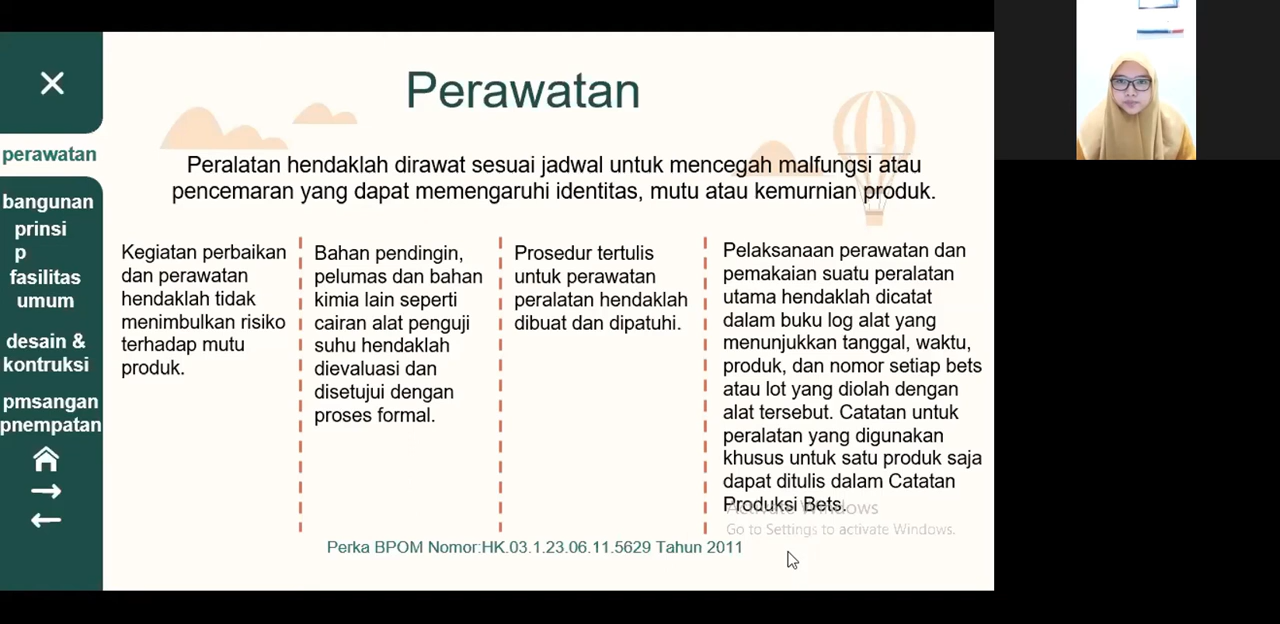 Perawatan
perawatan
bangunan
prinsi
p
fasilitas
umum
desain &
kontruksi
pmsangan
pnempatan
Peralatan hendaklah dirawat sesuai jadwal untuk mencegah malfungsi atau
pencemaran yang dapat memengaruhi identitas, mutu atau kemurnian produk.
Kegiatan perbaikan
dan perawatan
hendaklah tidak
menimbulkan risiko
terhadap mutu
produk.
Bahan pendingin,
pelumas dan bahan
kimia lain seperti
cairan alat penguji
suhu hendaklah
dievaluasi dan
disetujui dengan
proses formal.
Prosedur tertulis
untuk perawatan
peralatan hendaklah
dibuat dan dipatuhi.
Pelaksanaan perawatan dan
pemakaian suatu peralatan
utama hendaklah dicatat
dalam buku log alat yang
menunjukkan tanggal, waktu,
produk, dan nomor setiap bets
atau lot yang diolah dengan
alat tersebut. Catatan untuk
peralatan yang digunakan
khusus untuk satu produk saja
dapat ditulis dalam Catatan
Produksi Bets.
Activate Windows
Go to Settings to activate Windows.
Perka BPOM Nomor:HK.03.1.23.06.11.5629 Tahun 2011